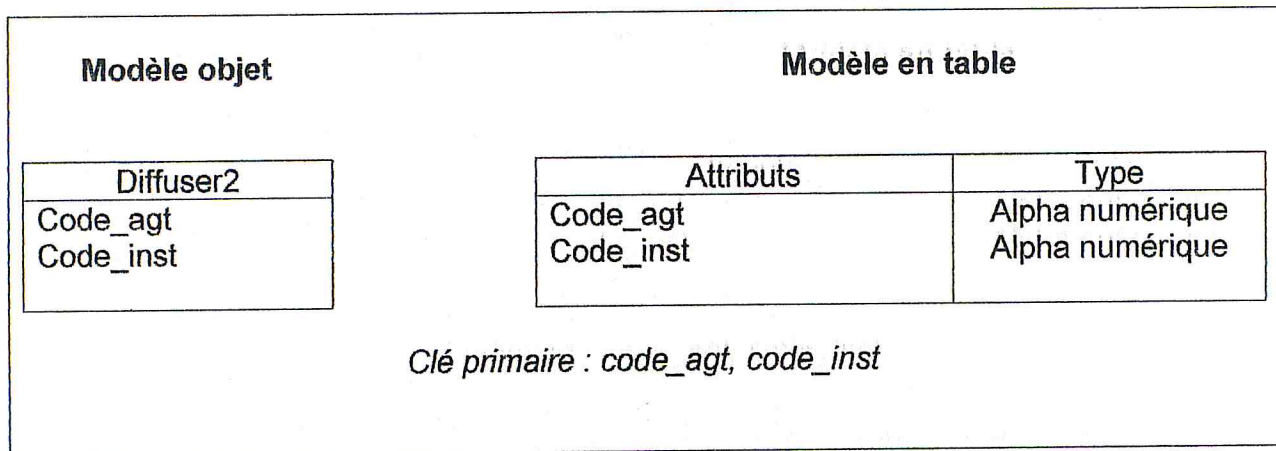 Modèle objet
Modèle en table
Diffuser2
Code_agt
Code_inst
Attributs Type
Code_agt Alpha numérique
Code_inst Alpha numérique
Clé primaire : code_agt, code_inst